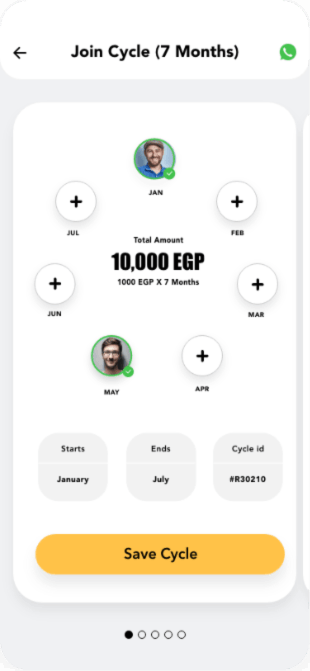 Join Cycle (7 Months)
JAN
JUL
FEB
Total Amount
10,000 EGP
1000 EGP X 7 Months
JUN
MAR
MAY
APR
Starts
January
Ends
July
Cycle id
#R30210
Save Cycle